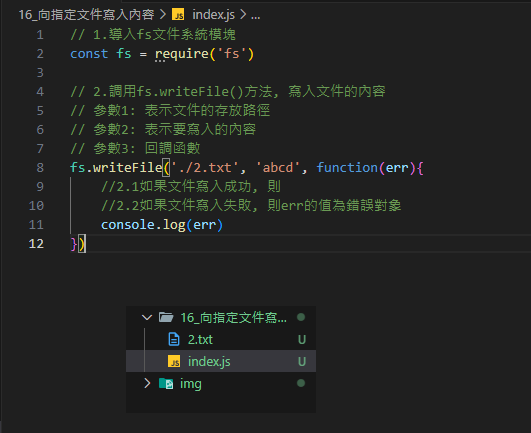 16_向指定文件寫入內容 > JS index.js > ...
1 // 1.導入fs文件系統模塊
2 const fs = require('fs')
3
4 // 2.調用fs.writeFile()方法, 寫入文件的內容
5 // 參數1: 表示文件的存放路徑
6 // 參數2: 表示要寫入的內容
7 // 參數3: 回調函數
8 fs.writeFile('./2.txt', 'abcd', function(err){
9 //2.1如果文件寫入成功, 則
10 //2.2如果文件寫入失敗, 則err的值為錯誤對象
11 console.log(err)
12 })
16_向指定文件寫...
2.txt U
JS index.js U
img